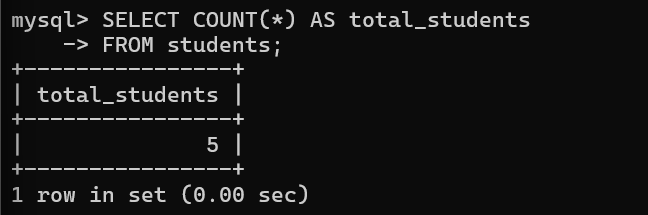 mysql> SELECT COUNT(*) AS total_students
    -> FROM students;
+----------------+
| total_students |
+----------------+
|              5 |
+----------------+
1 row in set (0.00 sec)